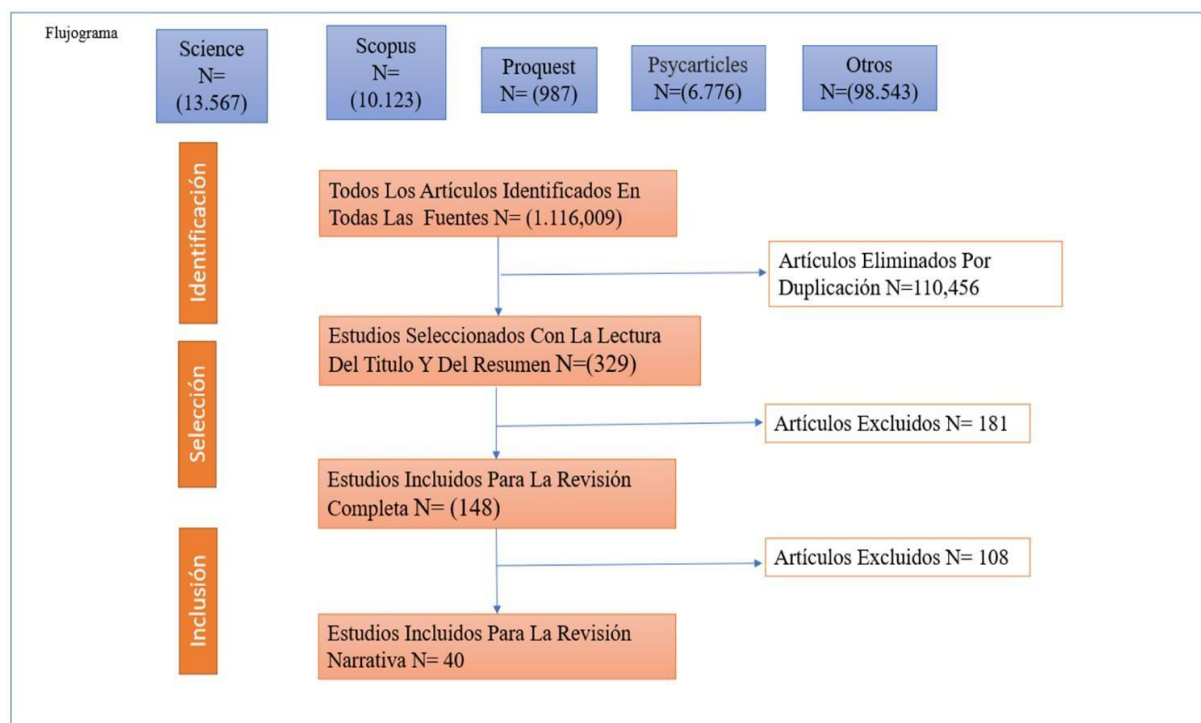 Flujograma
Science
N=
(13.567)
Scopus
N=
(10.123)
Proquest
N= (987)
Psycarticles
N=(6.776)
Otros
N=(98.543)
Identificación
Todos Los Artículos Identificados En
Todas Las Fuentes N= (1.116,009)
Artículos Eliminados Por
Duplicación N=110,456
Estudios Seleccionados Con La Lectura
Del Titulo Y Del Resumen N=(329)
Selección
Artículos Excluidos N= 181
Estudios Incluidos Para La Revisión
Completa N= (148)
Inclusión
Artículos Excluidos N= 108
Estudios Incluidos Para La Revisión
Narrativa N= 40